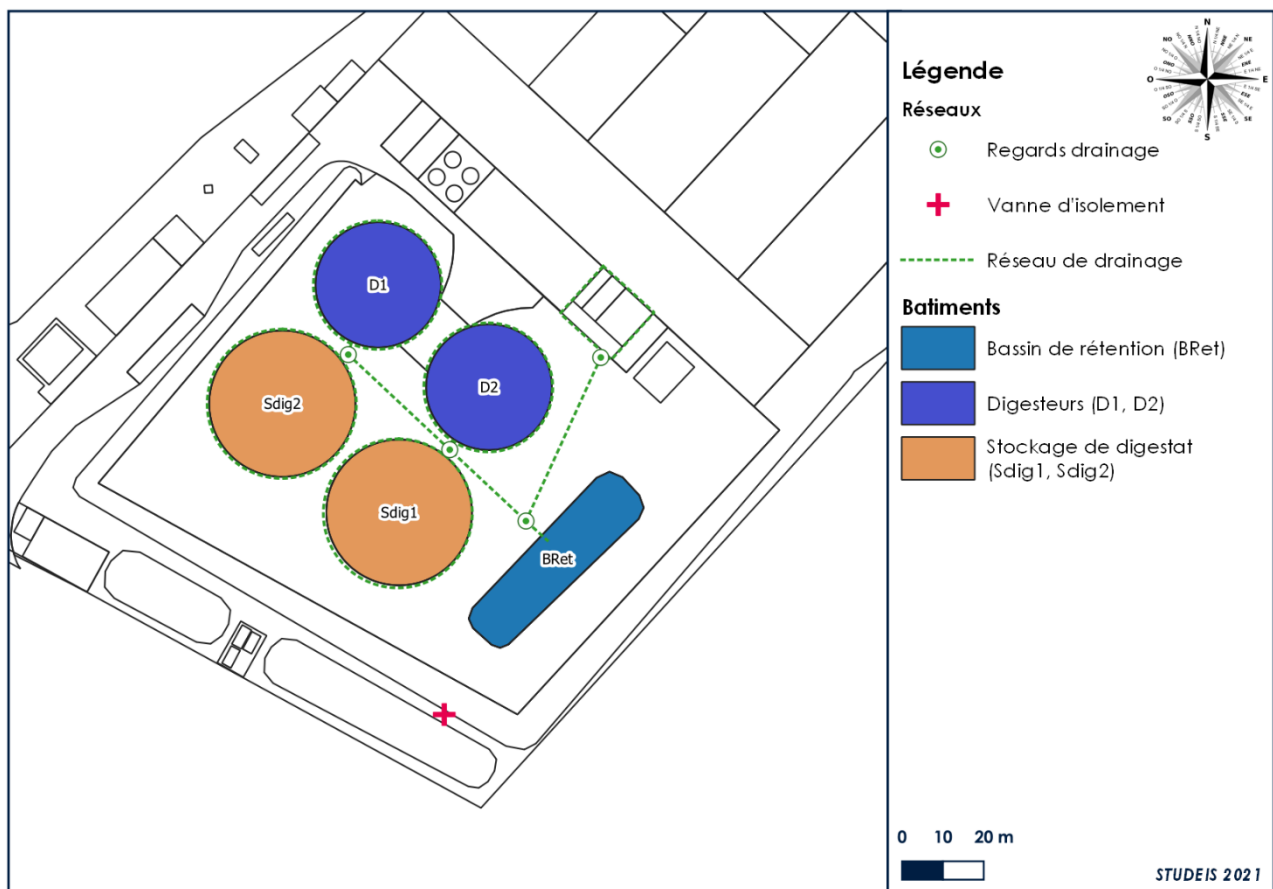 D1
D2
Sdig2
Sdig1
BRet
N
NO
NE
O
E
SO
SE
S
Légende
Réseaux
Regards drainage
Vanne d'isolement
Réseau de drainage
Batiments
Bassin de rétention (BRet)
Digesteurs (D1, D2)
Stockage de digestat
(Sdig1, Sdig2)
0 10 20 m
STUDEIS 2021